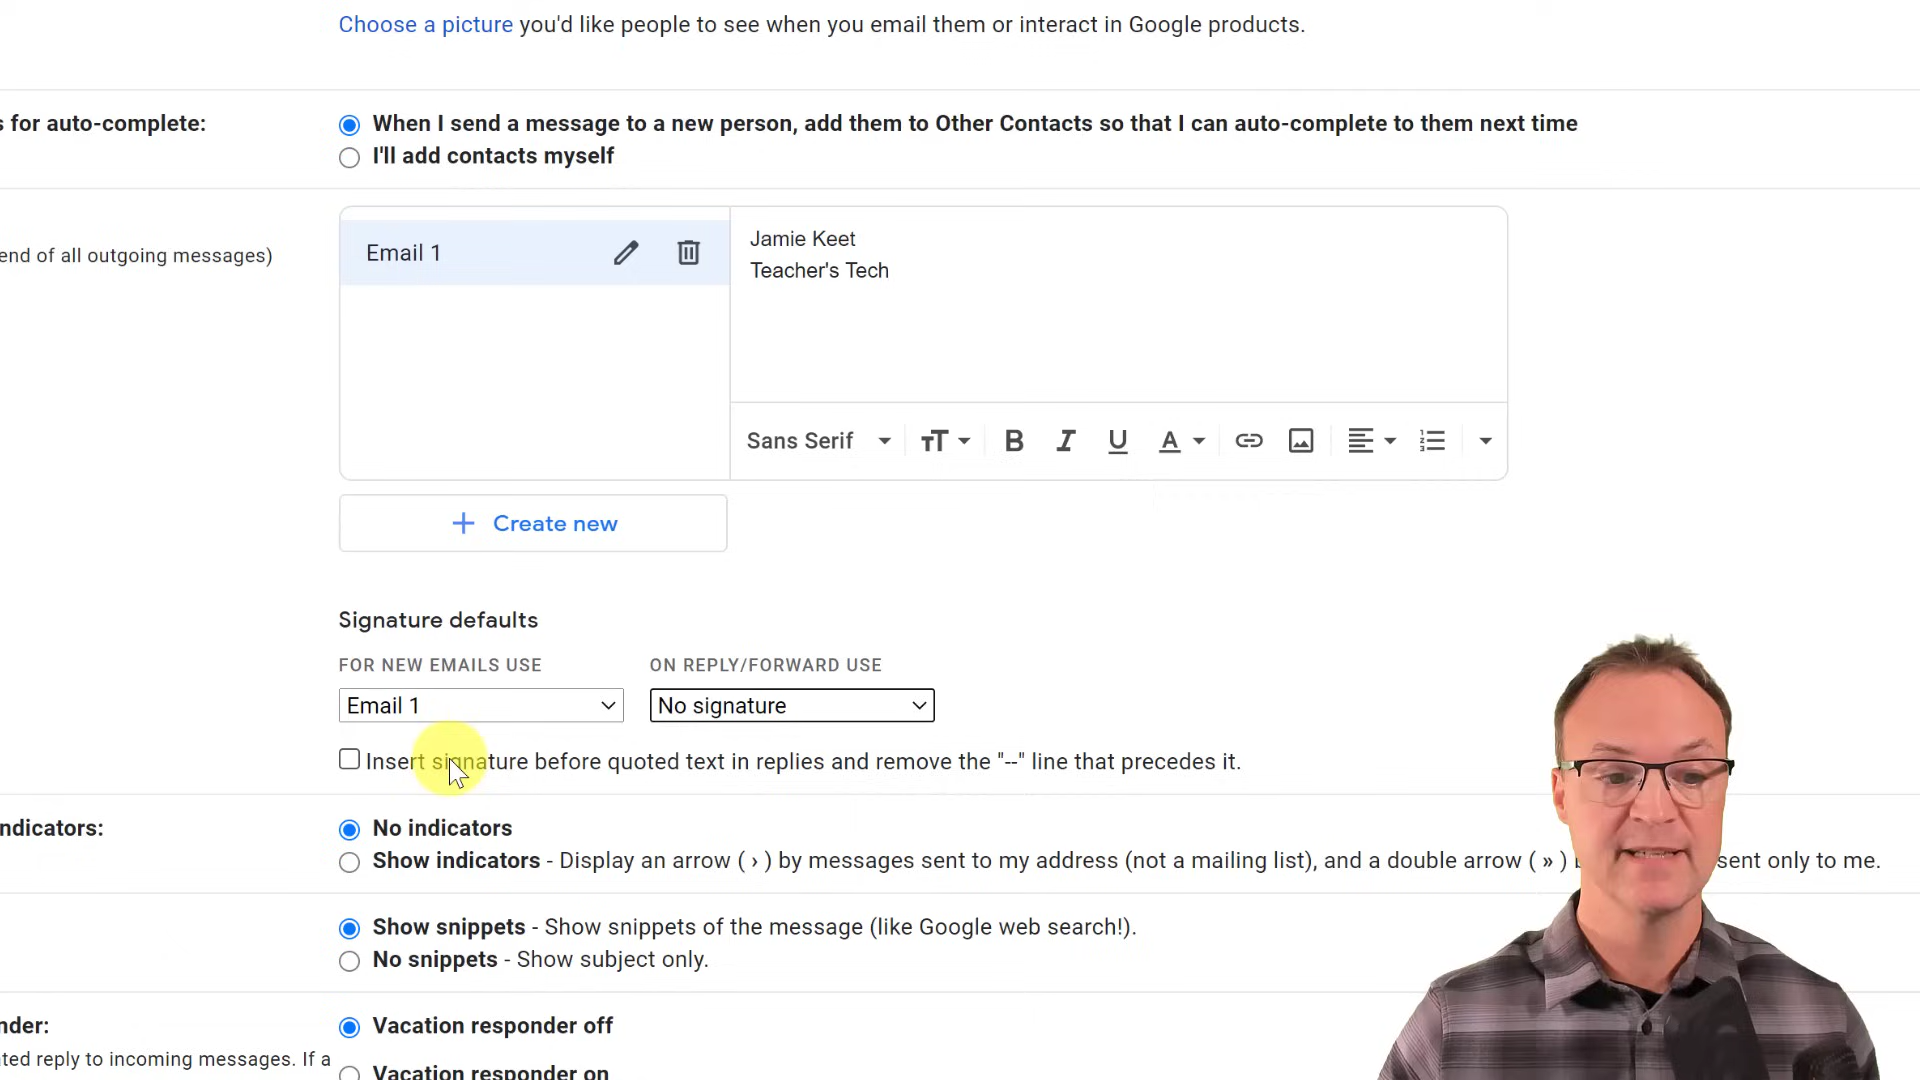 Choose a picture you'd like people to see when you email them or interact in Google products.
s for auto-complete:
When I send a message to a new person, add them to Other Contacts so that I can auto-complete to them next time
I'll add contacts myself
end of all outgoing messages)
Email 1
Jamie Keet
Teacher's Tech
Sans Serif
Create new
Signature defaults
FOR NEW EMAILS USE ON REPLY/FORWARD USE
Email 1 No signature
Insert signature before quoted text in replies and remove the "--" line that precedes it.
ndicators:
No indicators
Show indicators - Display an arrow ( › ) by messages sent to my address (not a mailing list), and a double arrow ( » ) sent only to me.
Show snippets - Show snippets of the message (like Google web search!).
No snippets - Show subject only.
nder:
Vacation responder off
ted reply to incoming messages. If a
Vacation responder on